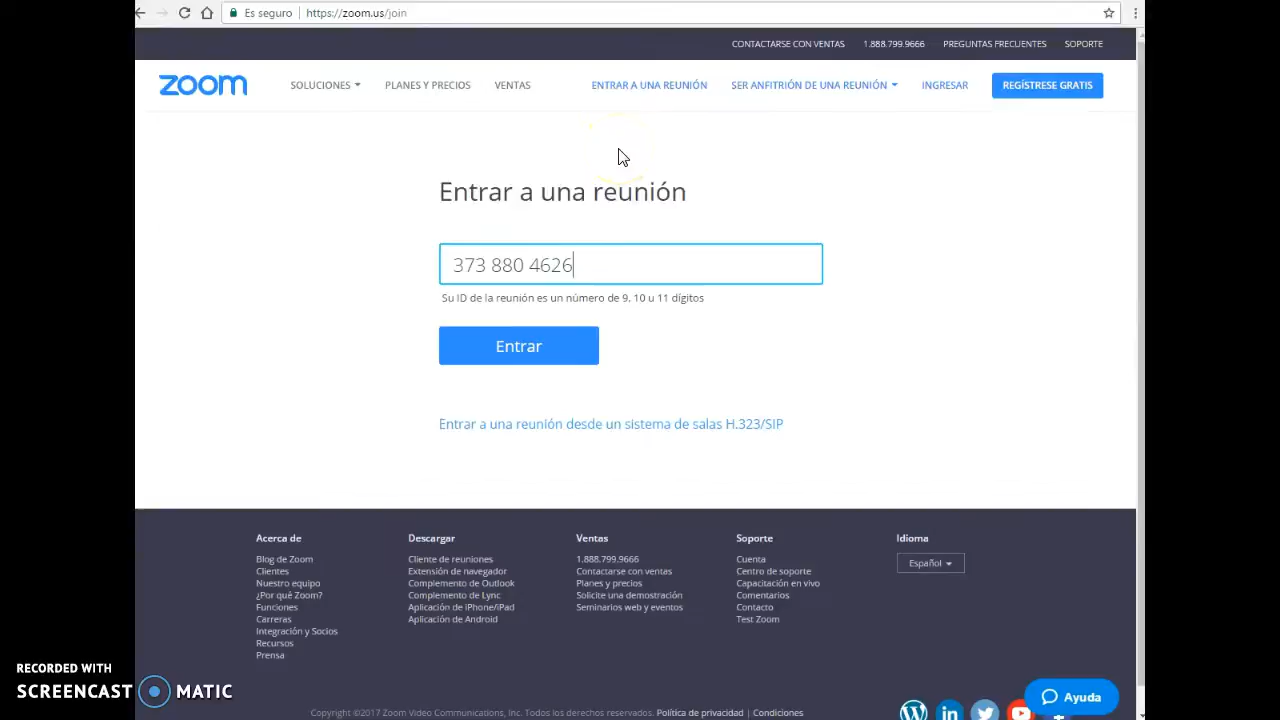 Es seguro https://zoom.us/join
CONTACTARSE CON VENTAS 1.888.799.9666 PREGUNTAS FRECUENTES SOPORTE
zoom SOLUCIONES PLANES Y PRECIOS VENTAS ENTRAR A UNA REUNIÓN SER ANFITRIÓN DE UNA REUNIÓN INGRESAR REGÍSTRESE GRATIS
Entrar a una reunión
373 880 4626
Su ID de la reunión es un número de 9, 10 u 11 dígitos
Entrar
Entrar a una reunión desde un sistema de salas H.323/SIP
Acerca de
Blog de Zoom
Clientes
Nuestro equipo
¿Por qué Zoom?
Funciones
Carreras
Integración y Socios
Recursos
Prensa
Descargar
Cliente de reuniones
Extensión de navegador
Complemento de Outlook
Complemento de Lync
Aplicación de iPhone/iPad
Aplicación de Android
Ventas
1.888.799.9666
Contactarse con ventas
Planes y precios
Solicite una demostración
Seminarios web y eventos
Soporte
Cuenta
Centro de soporte
Capacitación en vivo
Comentarios
Contacto
Test Zoom
Idioma
Español
Ayuda
Copyright ©2017 Zoom Video Communications, Inc. Todos los derechos reservados. Política de privacidad | Condiciones
RECORDED WITH
SCREENCAST MATIC